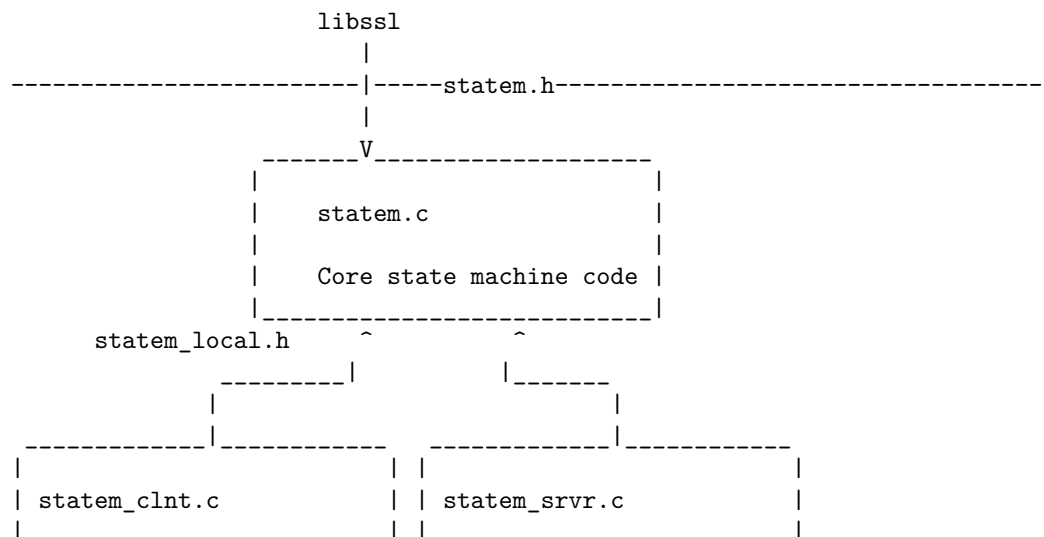 libssl
statem.h
statem.c
Core state machine code
statem_local.h
statem_clnt.c statem_srvr.c